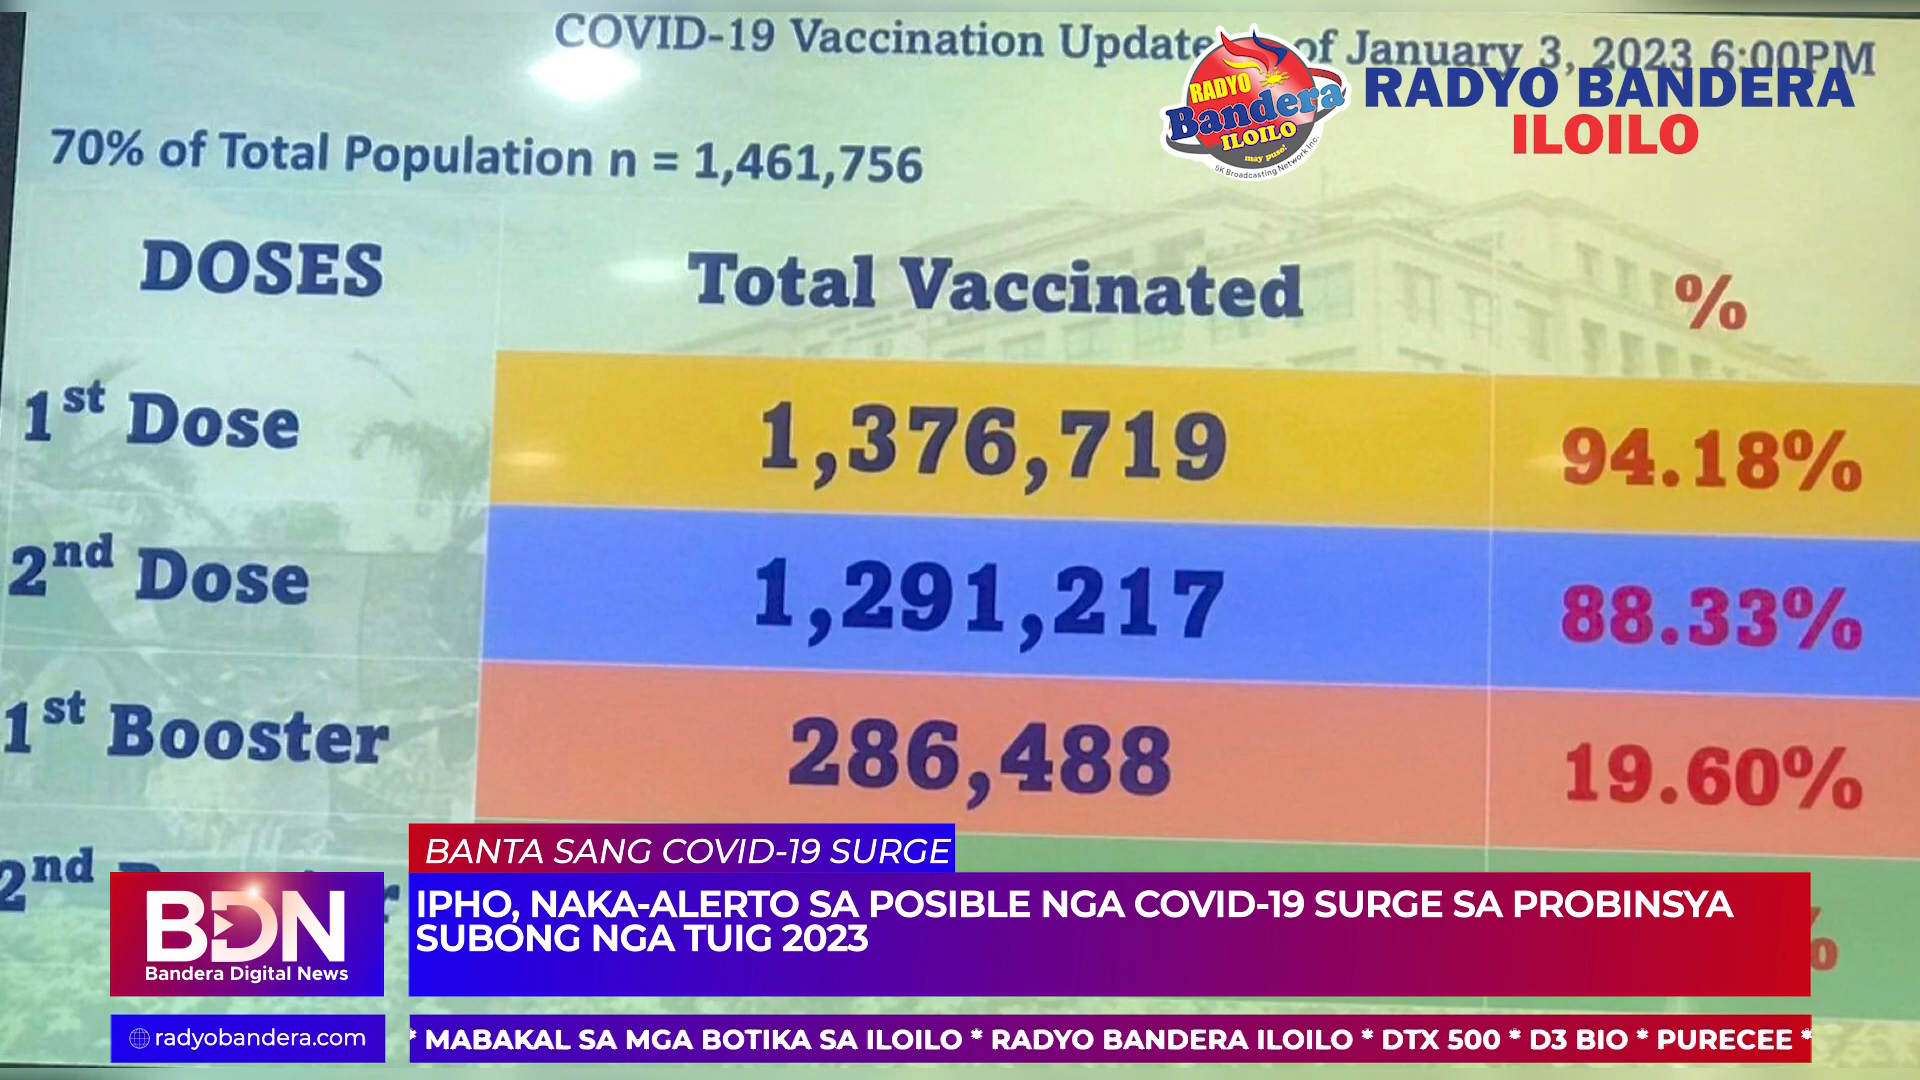 COVID-19 Vaccination Update of January 3, 2023 6:00PM
RADYO
Bandera
ILOILO
may puso!
5K Broadcasting Network Inc.
RADYO BANDERA
ILOILO
70% of Total Population n = 1,461,756
DOSES Total Vaccinated %
1st Dose 1,376,719 94.18%
2nd Dose 1,291,217 88.33%
1st Booster 286,488 19.60%
2nd
BANTA SANG COVID-19 SURGE
IPHO, NAKA-ALERTO SA POSIBLE NGA COVID-19 SURGE SA PROBINSYA
SUBONG NGA TUIG 2023
BDN
Bandera Digital News
radyobandera.com
* MABAKAL SA MGA BOTIKA SA ILOILO * RADYO BANDERA ILOILO * DTX 500 * D3 BIO * PURECEE *